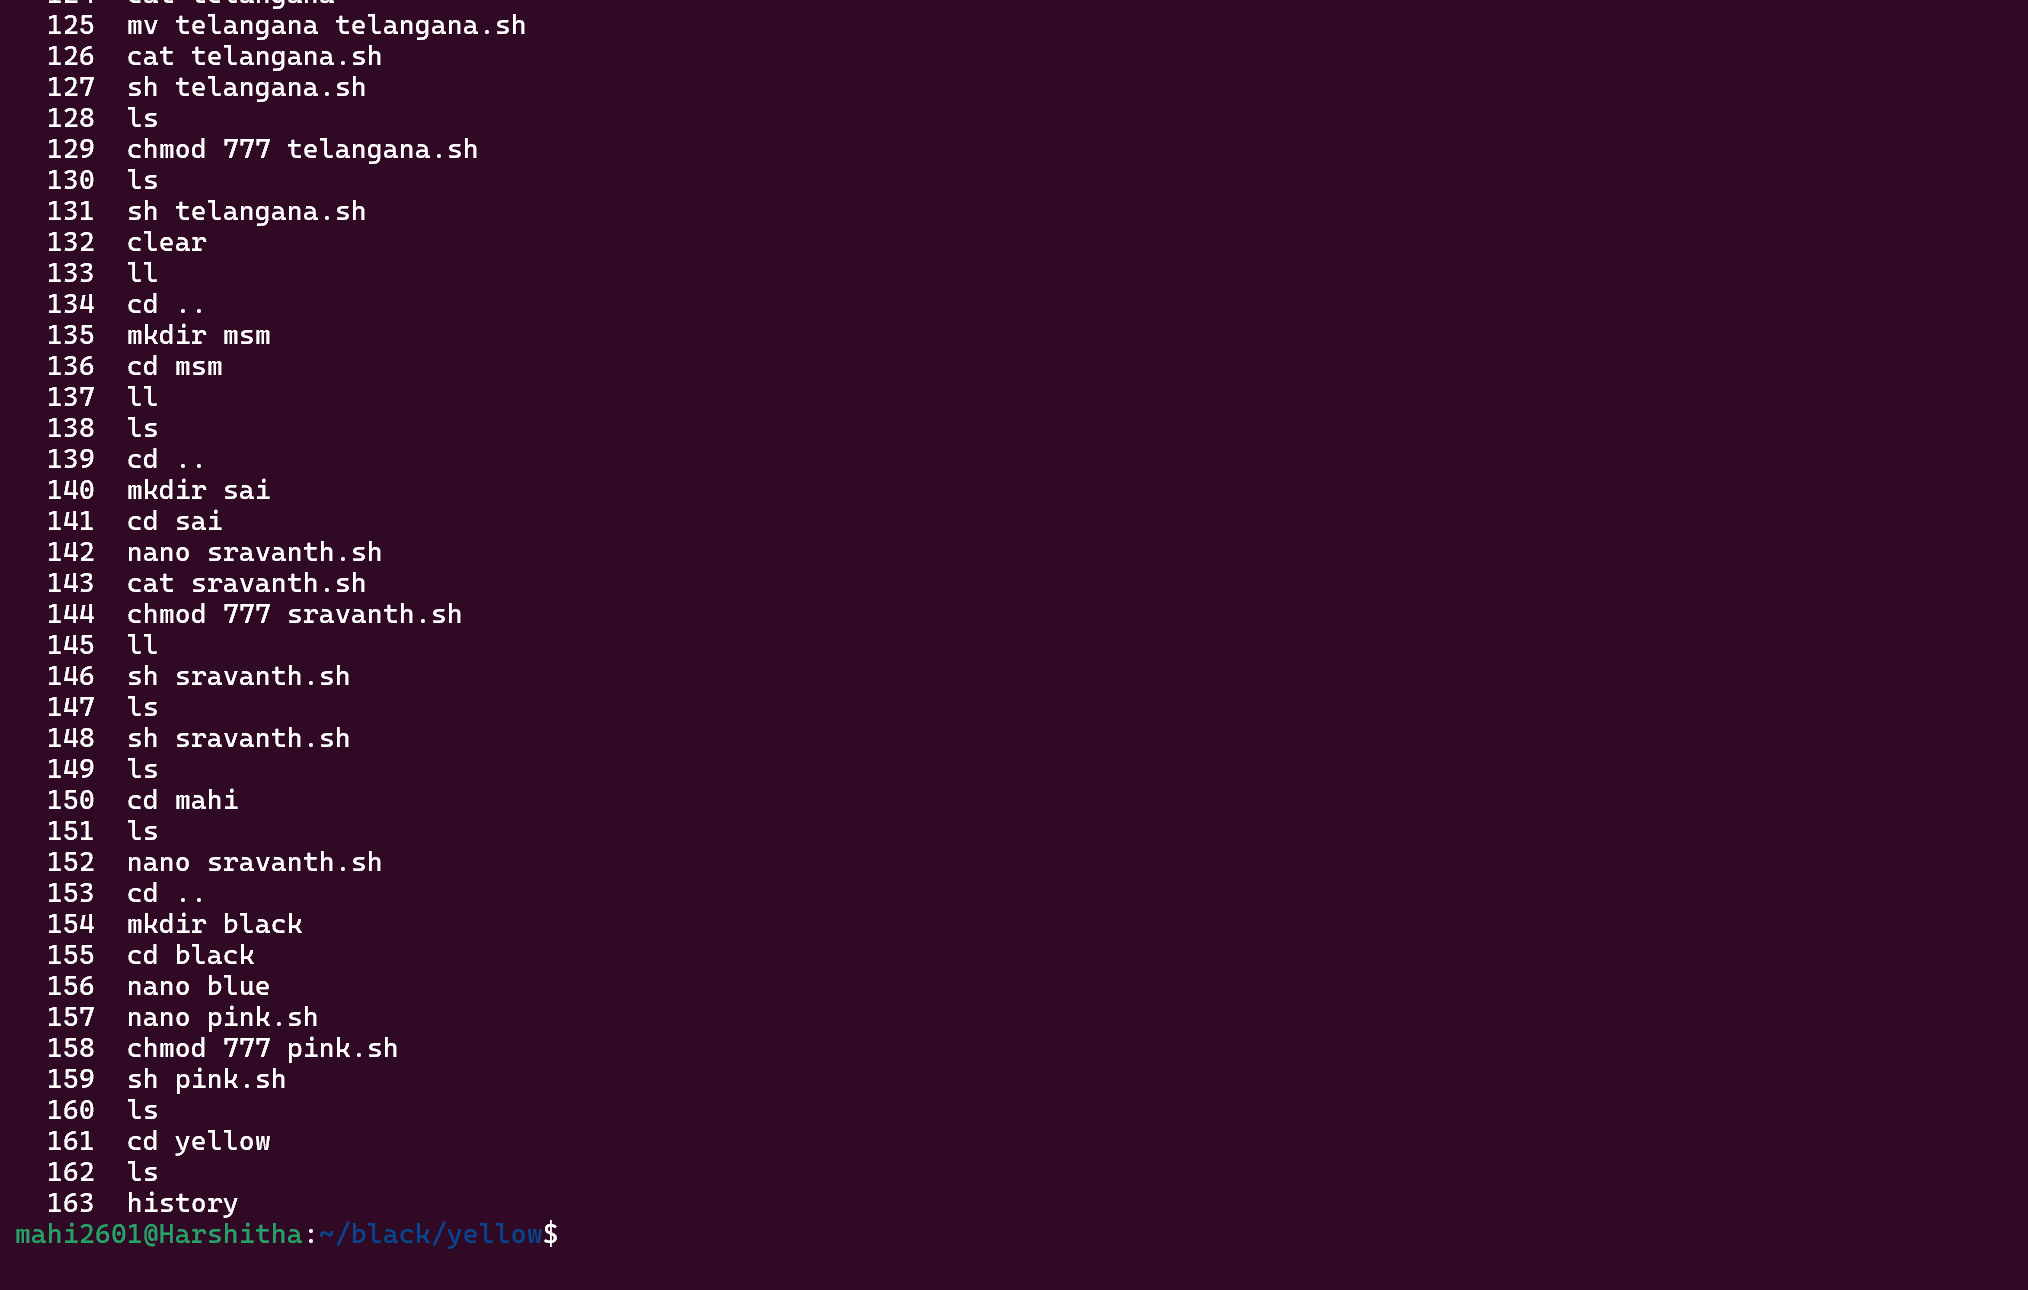 124  cat telangana
125  mv telangana telangana.sh
126  cat telangana.sh
127  sh telangana.sh
128  ls
129  chmod 777 telangana.sh
130  ls
131  sh telangana.sh
132  clear
133  ll
134  cd ..
135  mkdir msm
136  cd msm
137  ll
138  ls
139  cd ..
140  mkdir sai
141  cd sai
142  nano sravanth.sh
143  cat sravanth.sh
144  chmod 777 sravanth.sh
145  ll
146  sh sravanth.sh
147  ls
148  sh sravanth.sh
149  ls
150  cd mahi
151  ls
152  nano sravanth.sh
153  cd ..
154  mkdir black
155  cd black
156  nano blue
157  nano pink.sh
158  chmod 777 pink.sh
159  sh pink.sh
160  ls
161  cd yellow
162  ls
163  history
mahi2601@Harshitha:~/black/yellow$